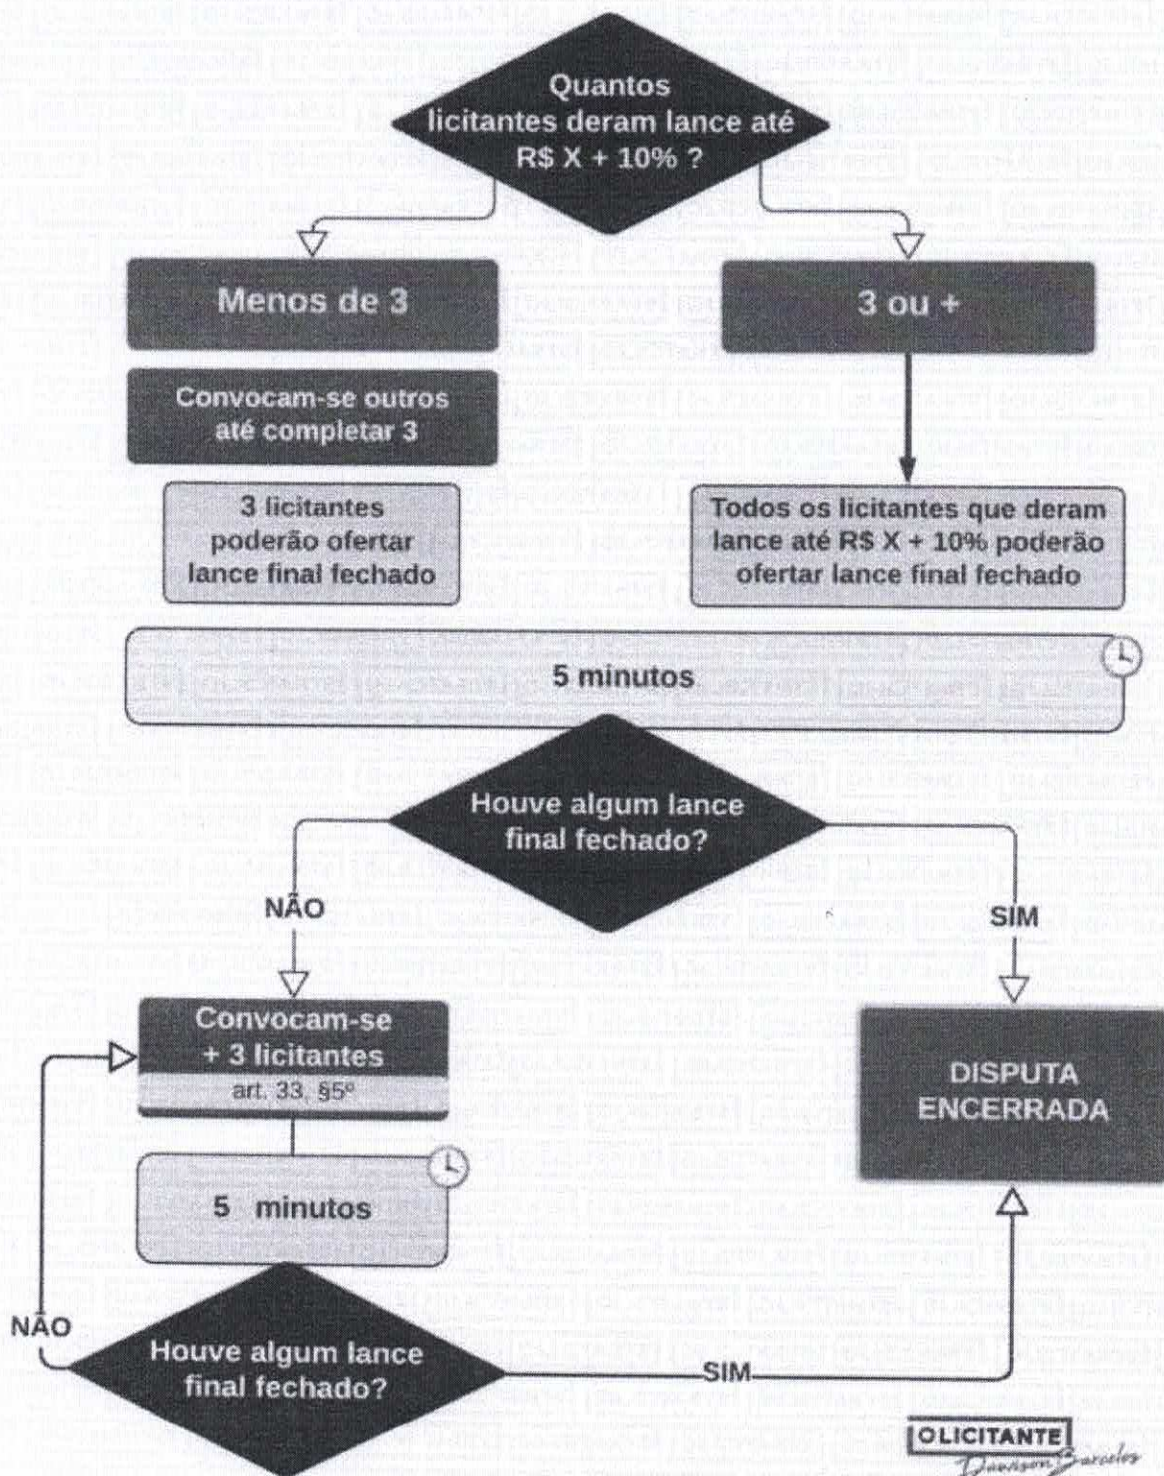 Quantos
licitantes deram lance até
R$ X + 10% ?
Menos de 3
3 ou +
Convocam-se outros
até completar 3
3 licitantes
poderão ofertar
lance final fechado
Todos os licitantes que deram
lance até R$ X + 10% poderão
ofertar lance final fechado
5 minutos
Houve algum lance
final fechado?
NÃO
SIM
Convocam-se
+ 3 licitantes
art. 33, §5º
DISPUTA
ENCERRADA
5 minutos
NÃO
Houve algum lance
final fechado?
SIM
OLICITANTE
Dawison Barcelos